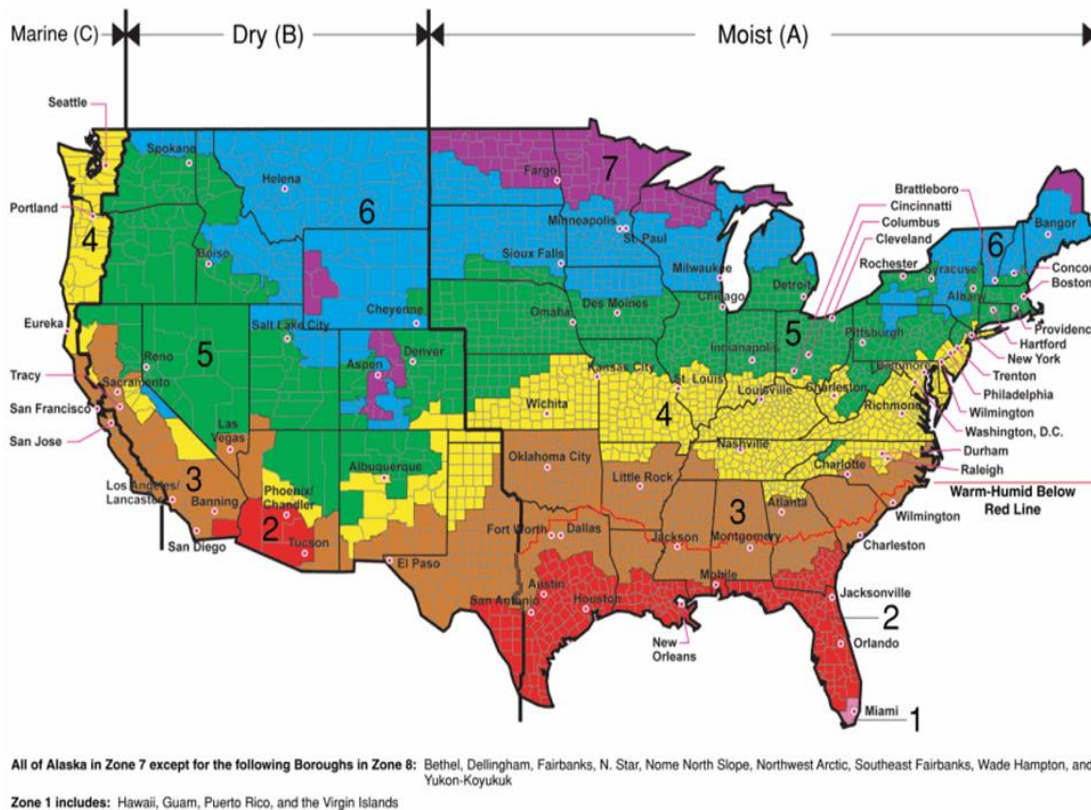 Marine (C)
Dry (B)
Moist (A)
Seattle
Spokane
Helena
Fargo
7
Brattleboro
Cincinnatti
Columbus
Cleveland
Portland
4
6
Minneapolis
St. Paul
Rochester
Syracuse
6
Bangor
Boise
Sioux Falls
Milwaukee
Detroit
Albany
Concor
Boston
Eureka
Salt Lake City
Cheyenne
Omaha
Des Moines
Chicago
5
Pittsburgh
Providenc
Hartford
New York
Reno
5
Aspen
Denver
Indianapolis
Trenton
Tracy
Sacramento
Kansas City
St. Louis
Louisville
Charleston
Baltimore
Philadelphia
San Francisco
Wichita
4
Richmond
Wilmington
San Jose
Las
Vegas
Washington, D.C.
Albuquerque
Oklahoma City
Nashville
Durham
Raleigh
3
Little Rock
Charlotte
Los Angeles/
Lancaster
Banning
Phoenix/
Chandler
2
Fort Worth
Dallas
3
Atlanta
Warm-Humid Below
Red Line
Wilmington
San Diego
Tucson
El Paso
Jackson
Montgomery
Charleston
Austin
San Antonio
Houston
Mobile
Jacksonville
2
New
Orleans
Orlando
Miami
1
All of Alaska in Zone 7 except for the following Boroughs in Zone 8: Bethel, Dellingham, Fairbanks, N. Star, Nome North Slope, Northwest Arctic, Southeast Fairbanks, Wade Hampton, and
Yukon-Koyukuk
Zone 1 includes: Hawaii, Guam, Puerto Rico, and the Virgin Islands